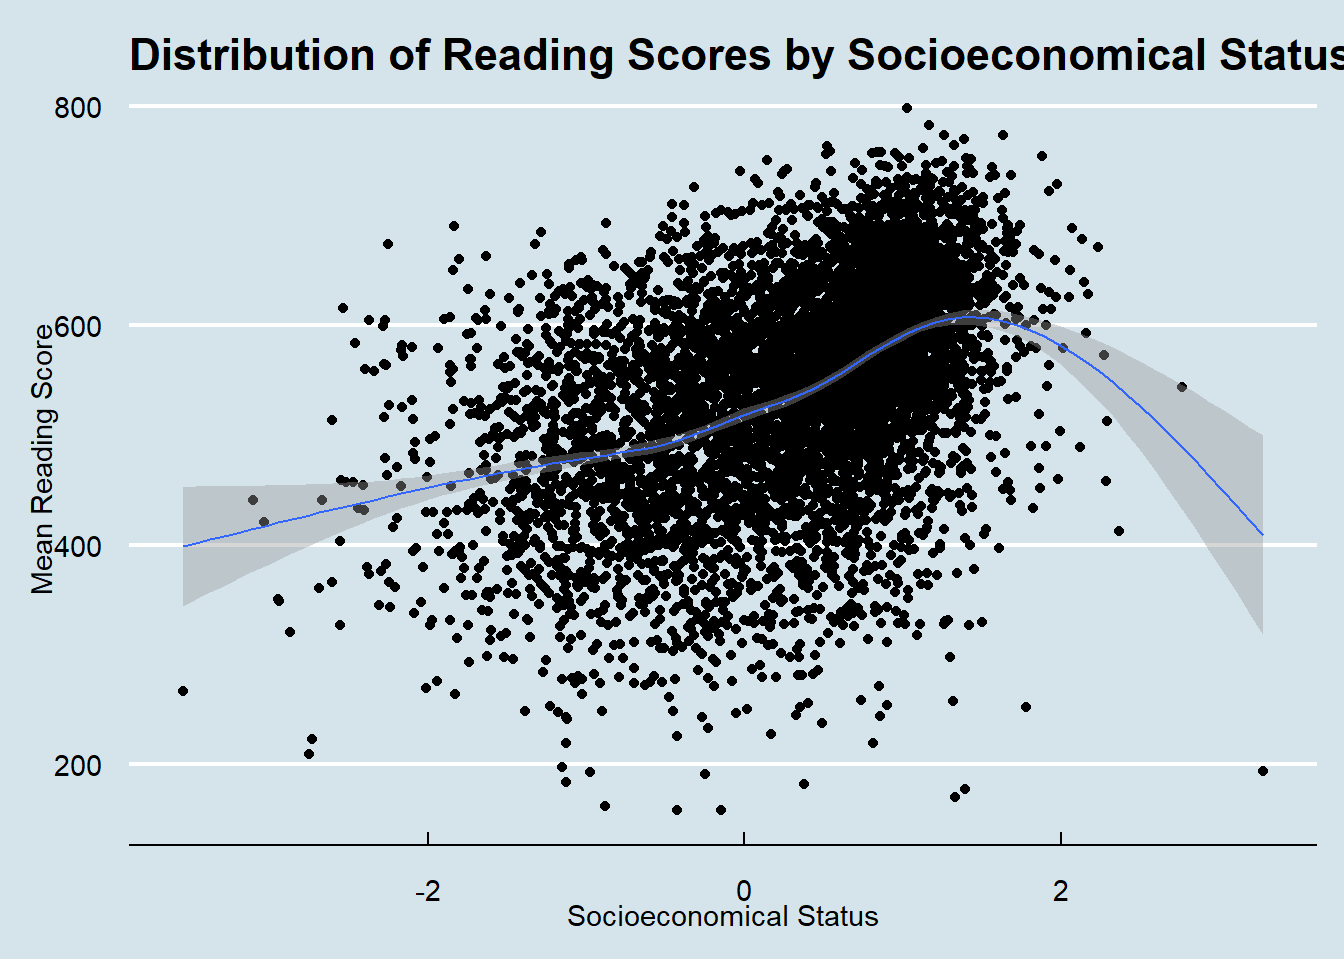 Distribution of Reading Scores by Socioeconomical Status
800
600
400
200
Mean Reading Score
-2 0 2
Socioeconomical Status